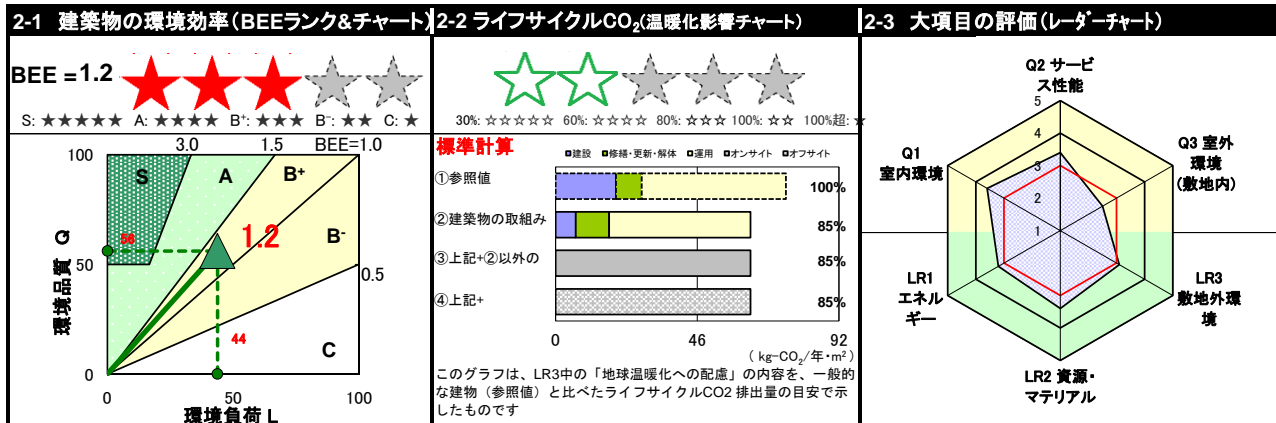 2-1 建築物の環境効率(BEEランク&チャート)
BEE = 1.2
S: ★★★★★ A: ★★★★ B⁺: ★★★ B⁻: ★★ C: ★
3.0 1.5 BEE=1.0
100
S
A
B⁺
B⁻
C
56
1.2
50
0.5
44
0
環境品質 Q
0 50 100
環境負荷 L
2-2 ライフサイクルCO₂(温暖化影響チャート)
30%: ☆☆☆☆☆ 60%: ☆☆☆☆ 80%: ☆☆☆ 100%: ☆☆ 100%超: ★
標準計算
■建設 ■修繕・更新・解体 □運用 ■オンサイト ■オフサイト
①参照値 100%
②建築物の取組み 85%
③上記+②以外の 85%
④上記+ 85%
0 46 92
( kg-CO₂/年・m²)
このグラフは、LR3中の「地球温暖化への配慮」の内容を、一般的
な建物(参照値)と比べたライフサイクルCO2 排出量の目安で示
したものです
2-3 大項目の評価(レーダーチャート)
Q2 サービ
ス性能
5
4
3
2
1
Q1
室内環境
Q3 室外
環境
(敷地内)
LR1
エネル
ギー
LR3
敷地外環
境
LR2 資源・
マテリアル